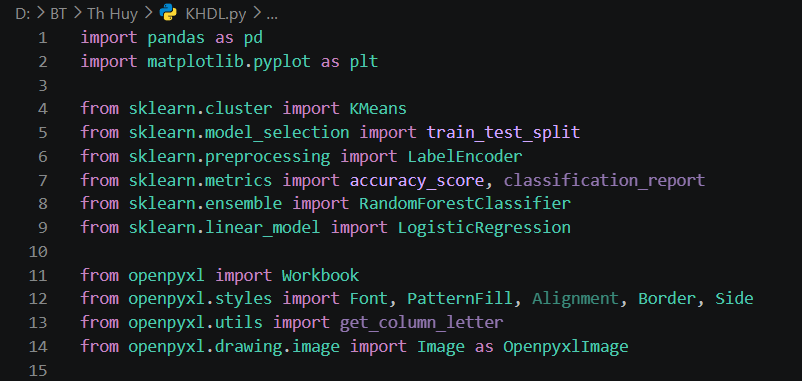 D: > BT > Th Huy > KHDL.py > ...
1 import pandas as pd
2 import matplotlib.pyplot as plt
3
4 from sklearn.cluster import KMeans
5 from sklearn.model_selection import train_test_split
6 from sklearn.preprocessing import LabelEncoder
7 from sklearn.metrics import accuracy_score, classification_report
8 from sklearn.ensemble import RandomForestClassifier
9 from sklearn.linear_model import LogisticRegression
10
11 from openpyxl import Workbook
12 from openpyxl.styles import Font, PatternFill, Alignment, Border, Side
13 from openpyxl.utils import get_column_letter
14 from openpyxl.drawing.image import Image as OpenpyxlImage
15